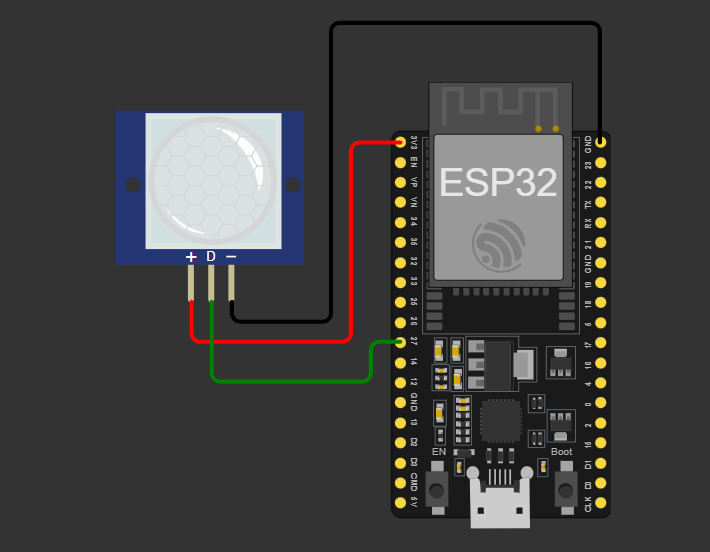 + D −
ESP32
3V3
EN
VP
VN
34
35
32
33
25
26
27
14
12
GND
13
D2
D3
CMD
5V
GND
23
22
TX
RX
21
GND
19
18
5
17
16
4
0
2
15
D1
D0
CLK
EN
Boot